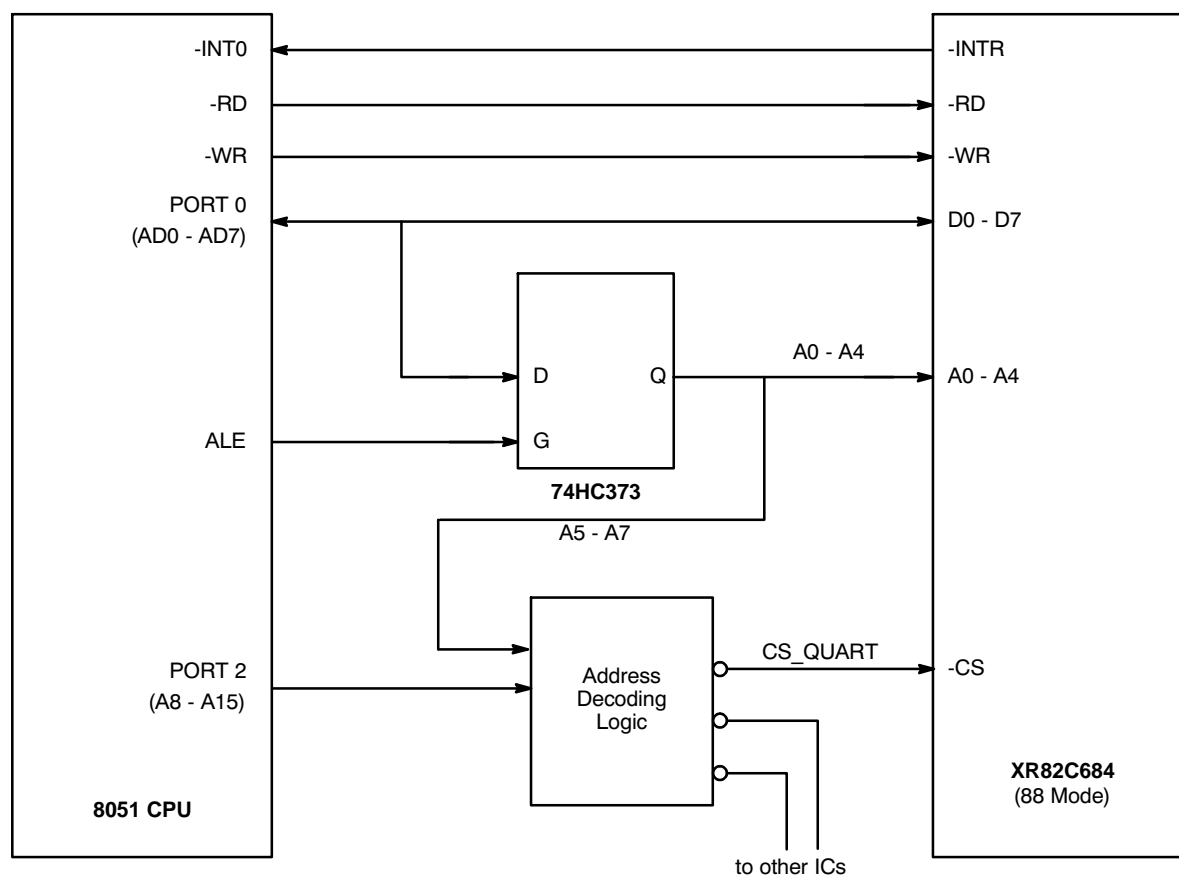 -INT0
-INTR
-RD
-RD
-WR
-WR
PORT 0
(AD0 - AD7)
D0 - D7
A0 - A4
D
Q
A0 - A4
ALE
G
74HC373
A5 - A7
PORT 2
(A8 - A15)
Address
Decoding
Logic
CS_QUART
-CS
XR82C684
(88 Mode)
8051 CPU
to other ICs